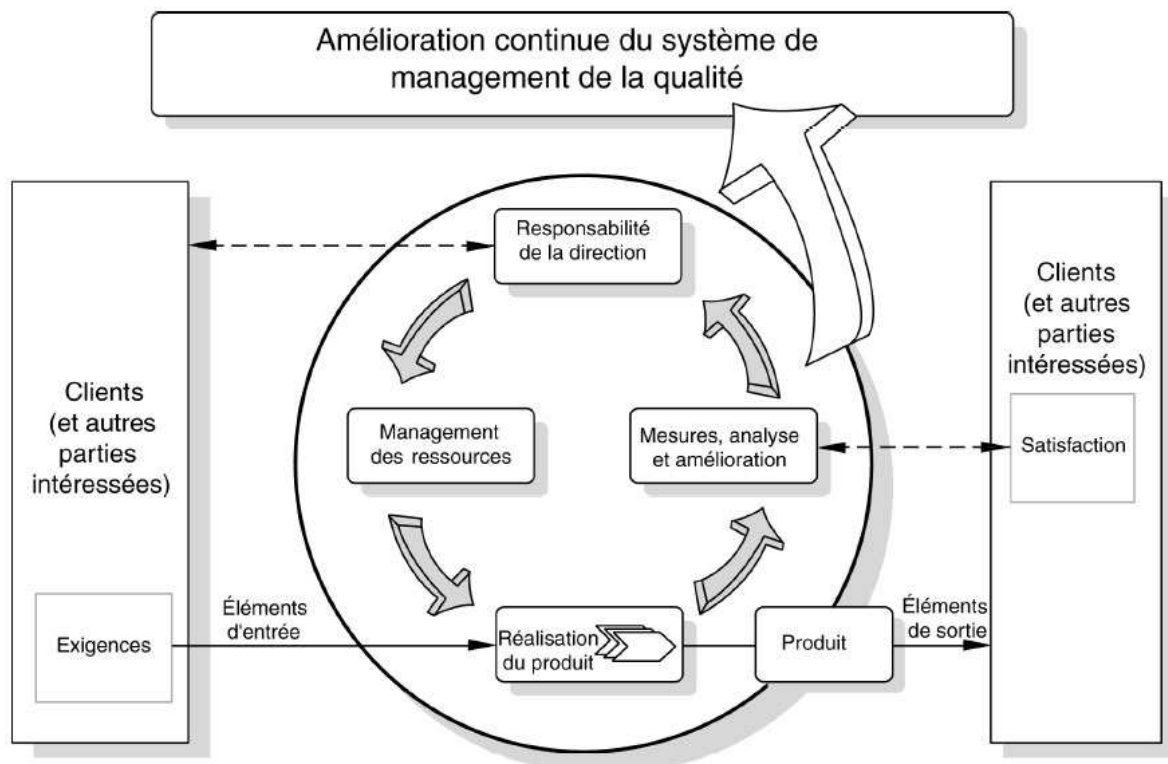 Amélioration continue du système de
management de la qualité
Responsabilité
de la direction
Clients
(et autres
parties
intéressées)
Clients
(et autres
parties
intéressées)
Management
des ressources
Mesures, analyse
et amélioration
Satisfaction
Exigences
Éléments
d'entrée
Réalisation
du produit
Produit
Éléments
de sortie